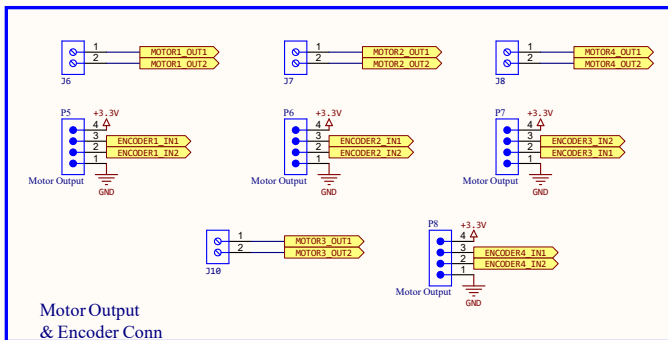 1 MOTOR1_OUT1
2 MOTOR1_OUT2
J6
1 MOTOR2_OUT1
2 MOTOR2_OUT2
J7
1 MOTOR4_OUT1
2 MOTOR4_OUT2
J8
P5 +3.3V
4
3 ENCODER1_IN1
2 ENCODER1_IN2
1
Motor Output
GND
P6 +3.3V
4
3 ENCODER2_IN1
2 ENCODER2_IN2
1
Motor Output
GND
P7 +3.3V
4
3 ENCODER3_IN2
2 ENCODER3_IN1
1
Motor Output
GND
1 MOTOR3_OUT1
2 MOTOR3_OUT2
J10
P8 +3.3V
4
3 ENCODER4_IN1
2 ENCODER4_IN2
1
Motor Output
GND
Motor Output
& Encoder Conn